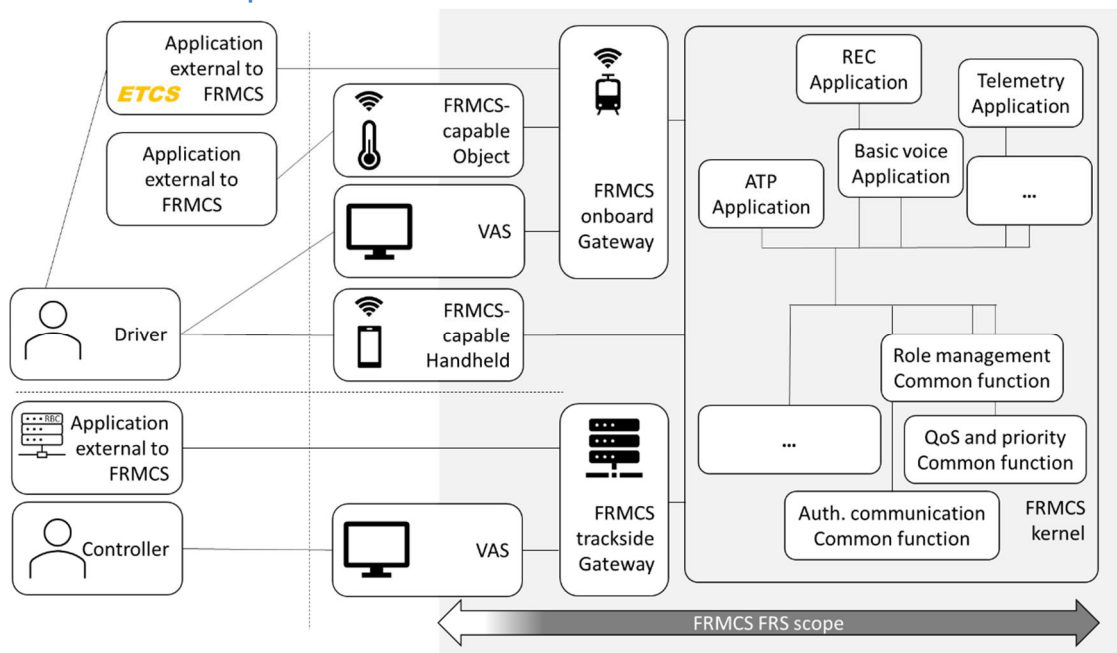 Application
external to
ETCS FRMCS
Application
external to
FRMCS
Driver
FRMCS-
capable
Object
VAS
FRMCS-
capable
Handheld
FRMCS
onboard
Gateway
REC
Application
Telemetry
Application
Basic voice
Application
ATP
Application
...
Role management
Common function
...
QoS and priority
Common function
Auth. communication
Common function
FRMCS
kernel
RBC
Application
external to
FRMCS
Controller
VAS
FRMCS
trackside
Gateway
FRMCS FRS scope